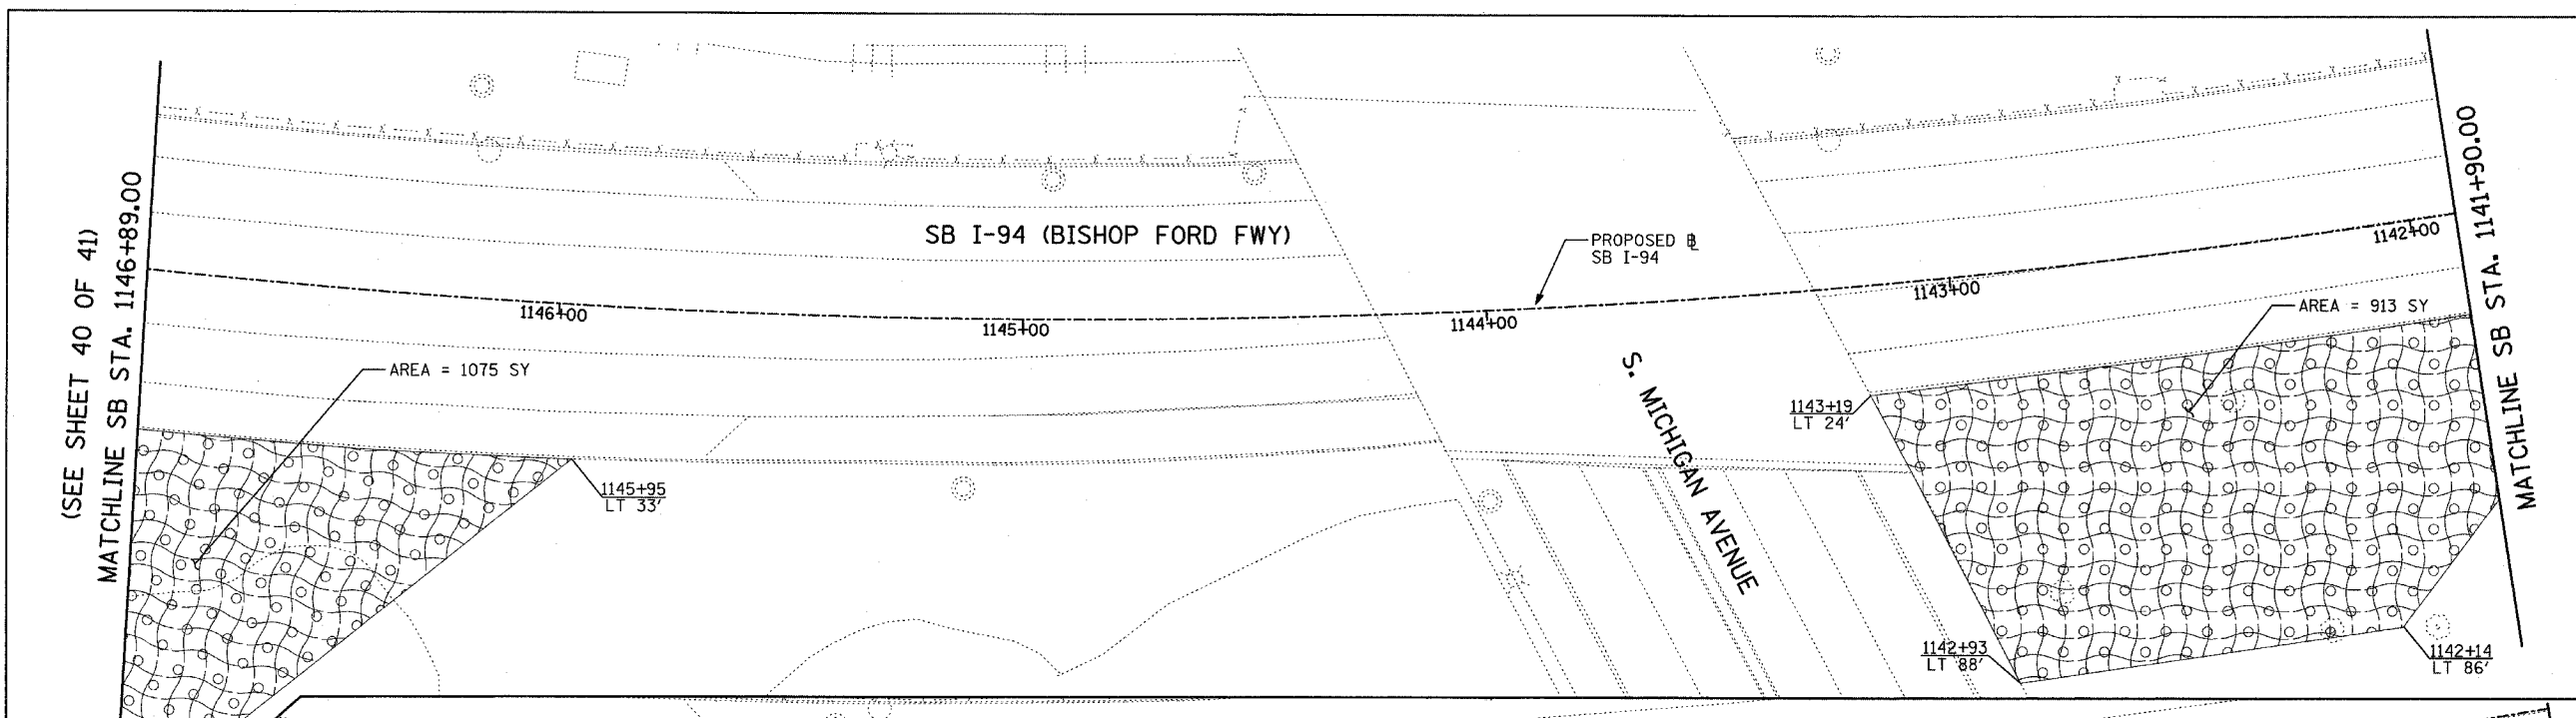 (SEE SHEET 40 OF 41)
MATCHLINE SB STA. 1146+89.00
SB I-94 (BISHOP FORD FWY)
PROPOSED ℄
SB I-94
1146+00
1145+00
1144+00
1143+00
1142+00
AREA = 1075 SY
AREA = 913 SY
1145+95
LT 33'
S. MICHIGAN AVENUE
1143+19
LT 24'
1142+93
LT 88'
1142+14
LT 86'
MATCHLINE SB STA. 1141+90.00